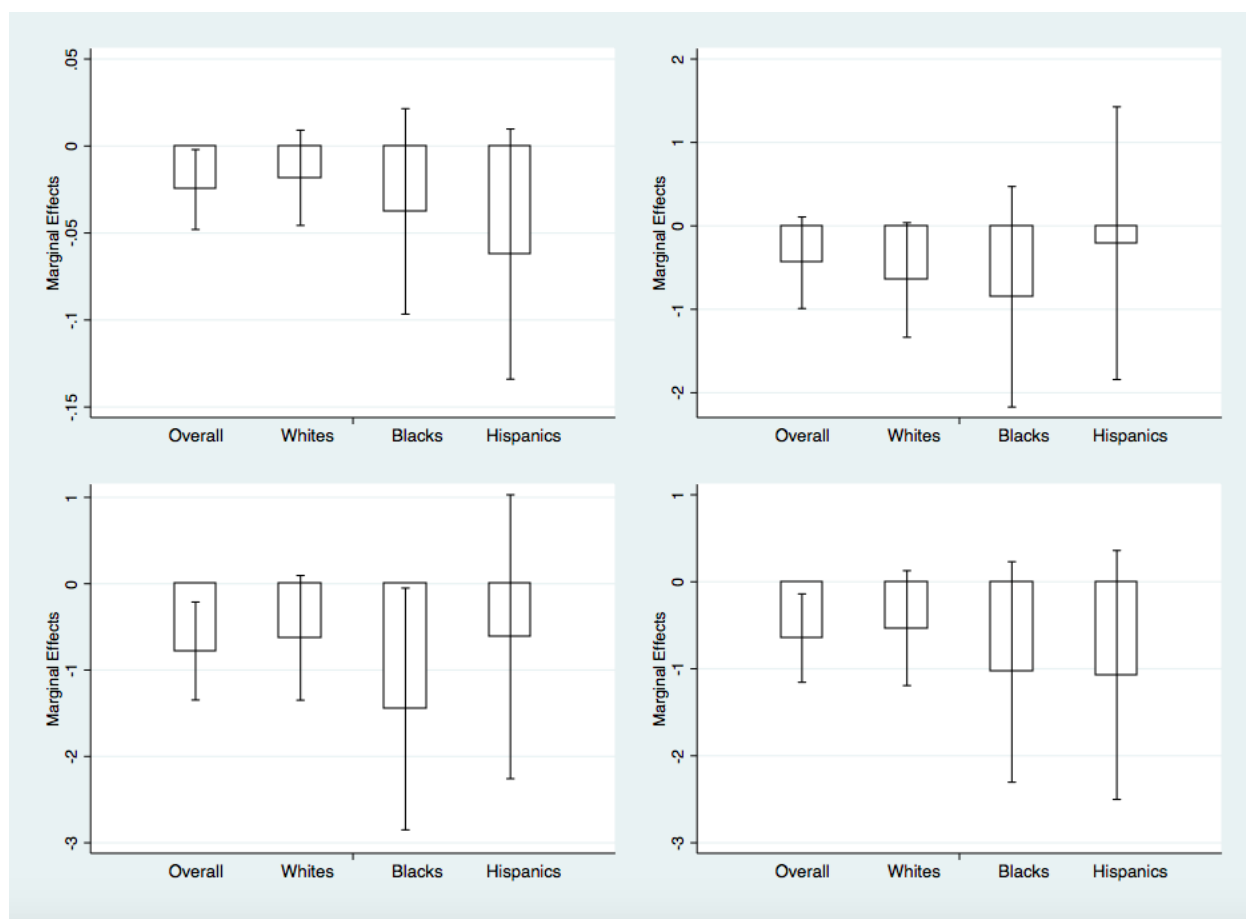 Marginal Effects
.05
0
-.05
-.1
-.15
Overall Whites Blacks Hispanics
Marginal Effects
2
1
0
-1
-2
Overall Whites Blacks Hispanics
Marginal Effects
1
0
-1
-2
-3
Overall Whites Blacks Hispanics
Marginal Effects
1
0
-1
-2
-3
Overall Whites Blacks Hispanics